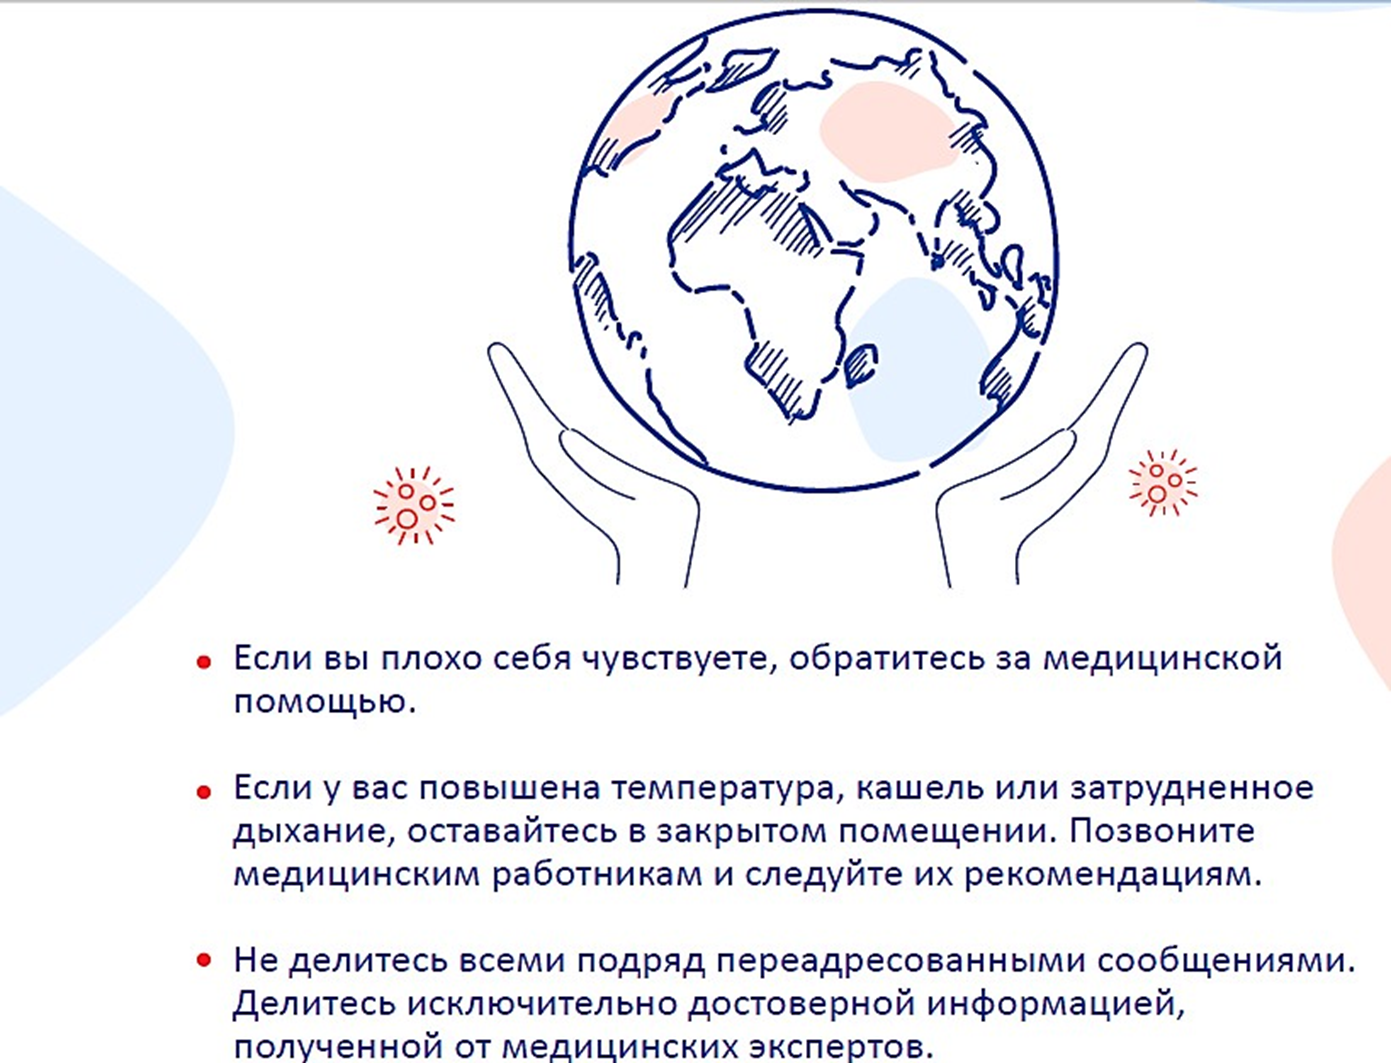 Если вы плохо себя чувствуете, обратитесь за медицинской
помощью.
Если у вас повышена температура, кашель или затрудненное
дыхание, оставайтесь в закрытом помещении. Позвоните
медицинским работникам и следуйте их рекомендациям.
Не делитесь всеми подряд переадресованными сообщениями.
Делитесь исключительно достоверной информацией,
полученной от медицинских экспертов.